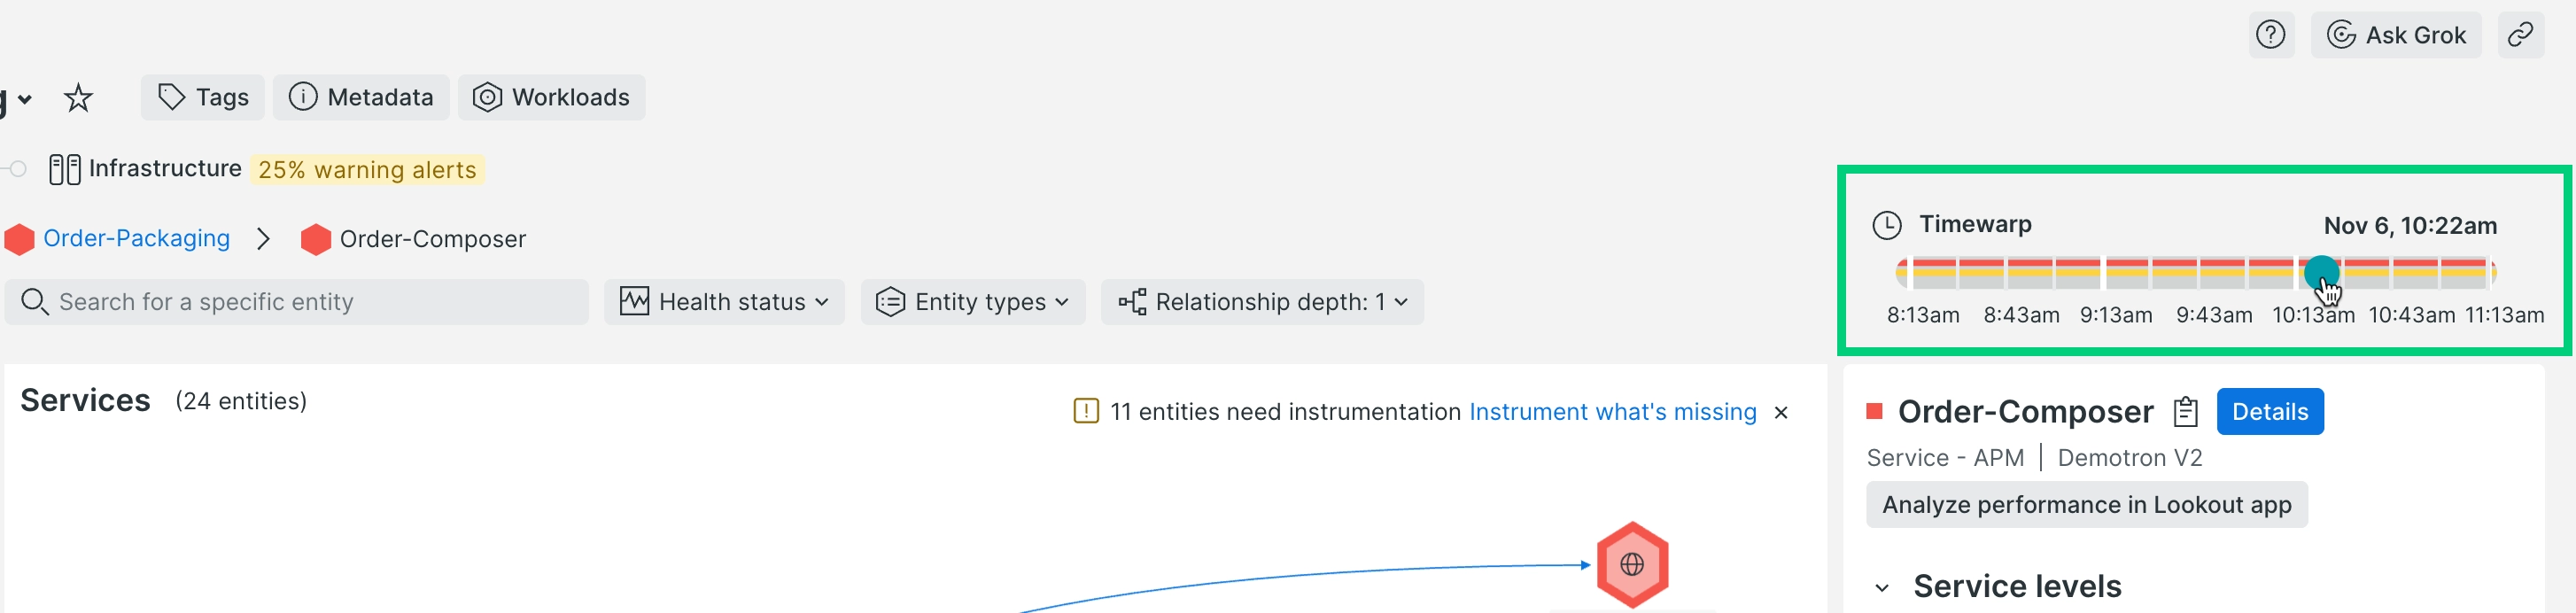 Ask Grok
Tags
Metadata
Workloads
Infrastructure 25% warning alerts
Order-Packaging
Order-Composer
Search for a specific entity
Health status
Entity types
Relationship depth: 1
Timewarp
Nov 6, 10:22am
8:13am 8:43am 9:13am 9:43am 10:13am 10:43am 11:13am
Services (24 entities)
11 entities need instrumentation Instrument what's missing
Order-Composer
Details
Service - APM | Demotron V2
Analyze performance in Lookout app
Service levels